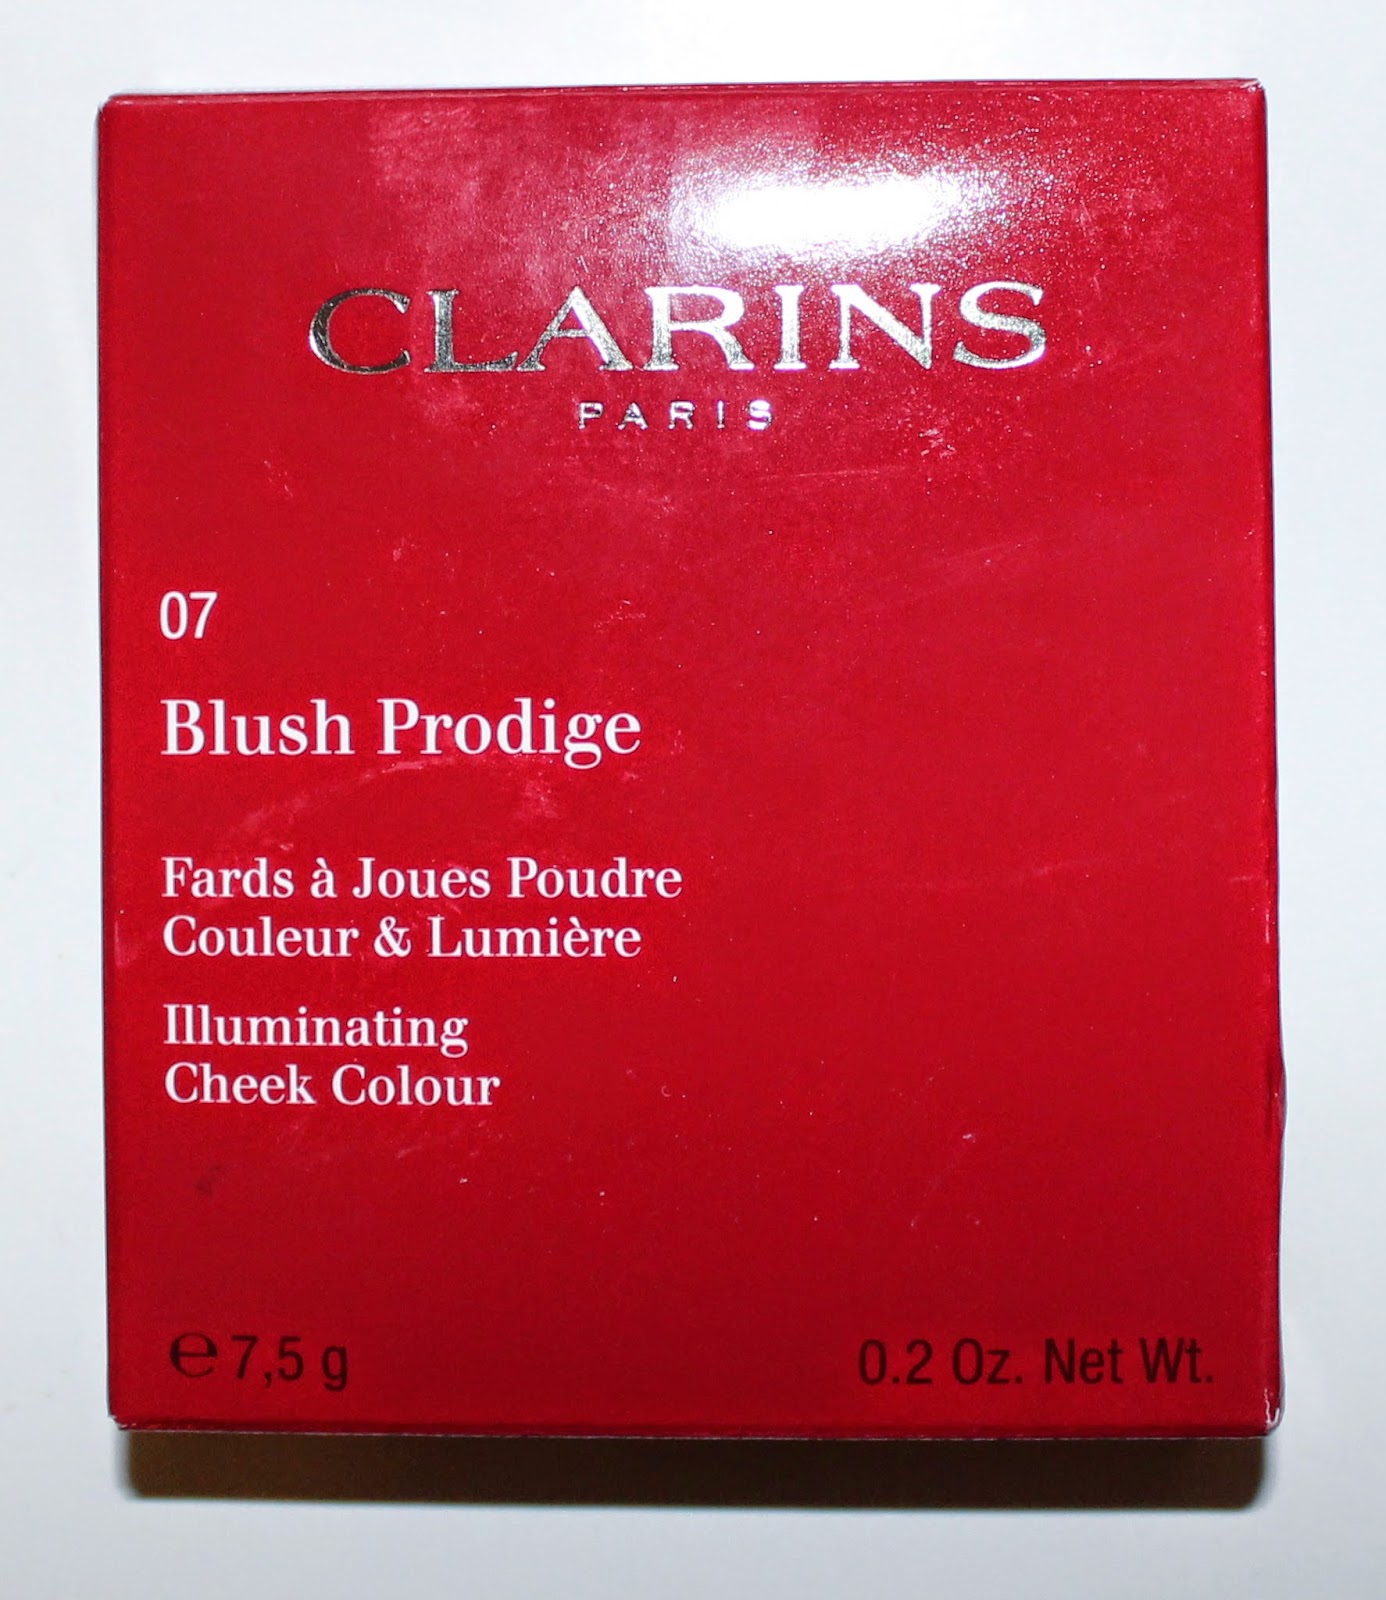 CLARINS
PARIS
07
Blush Prodige
Fards à Joues Poudre
Couleur & Lumière
Illuminating
Cheek Colour
℮ 7,5 g
0.2 Oz. Net Wt.